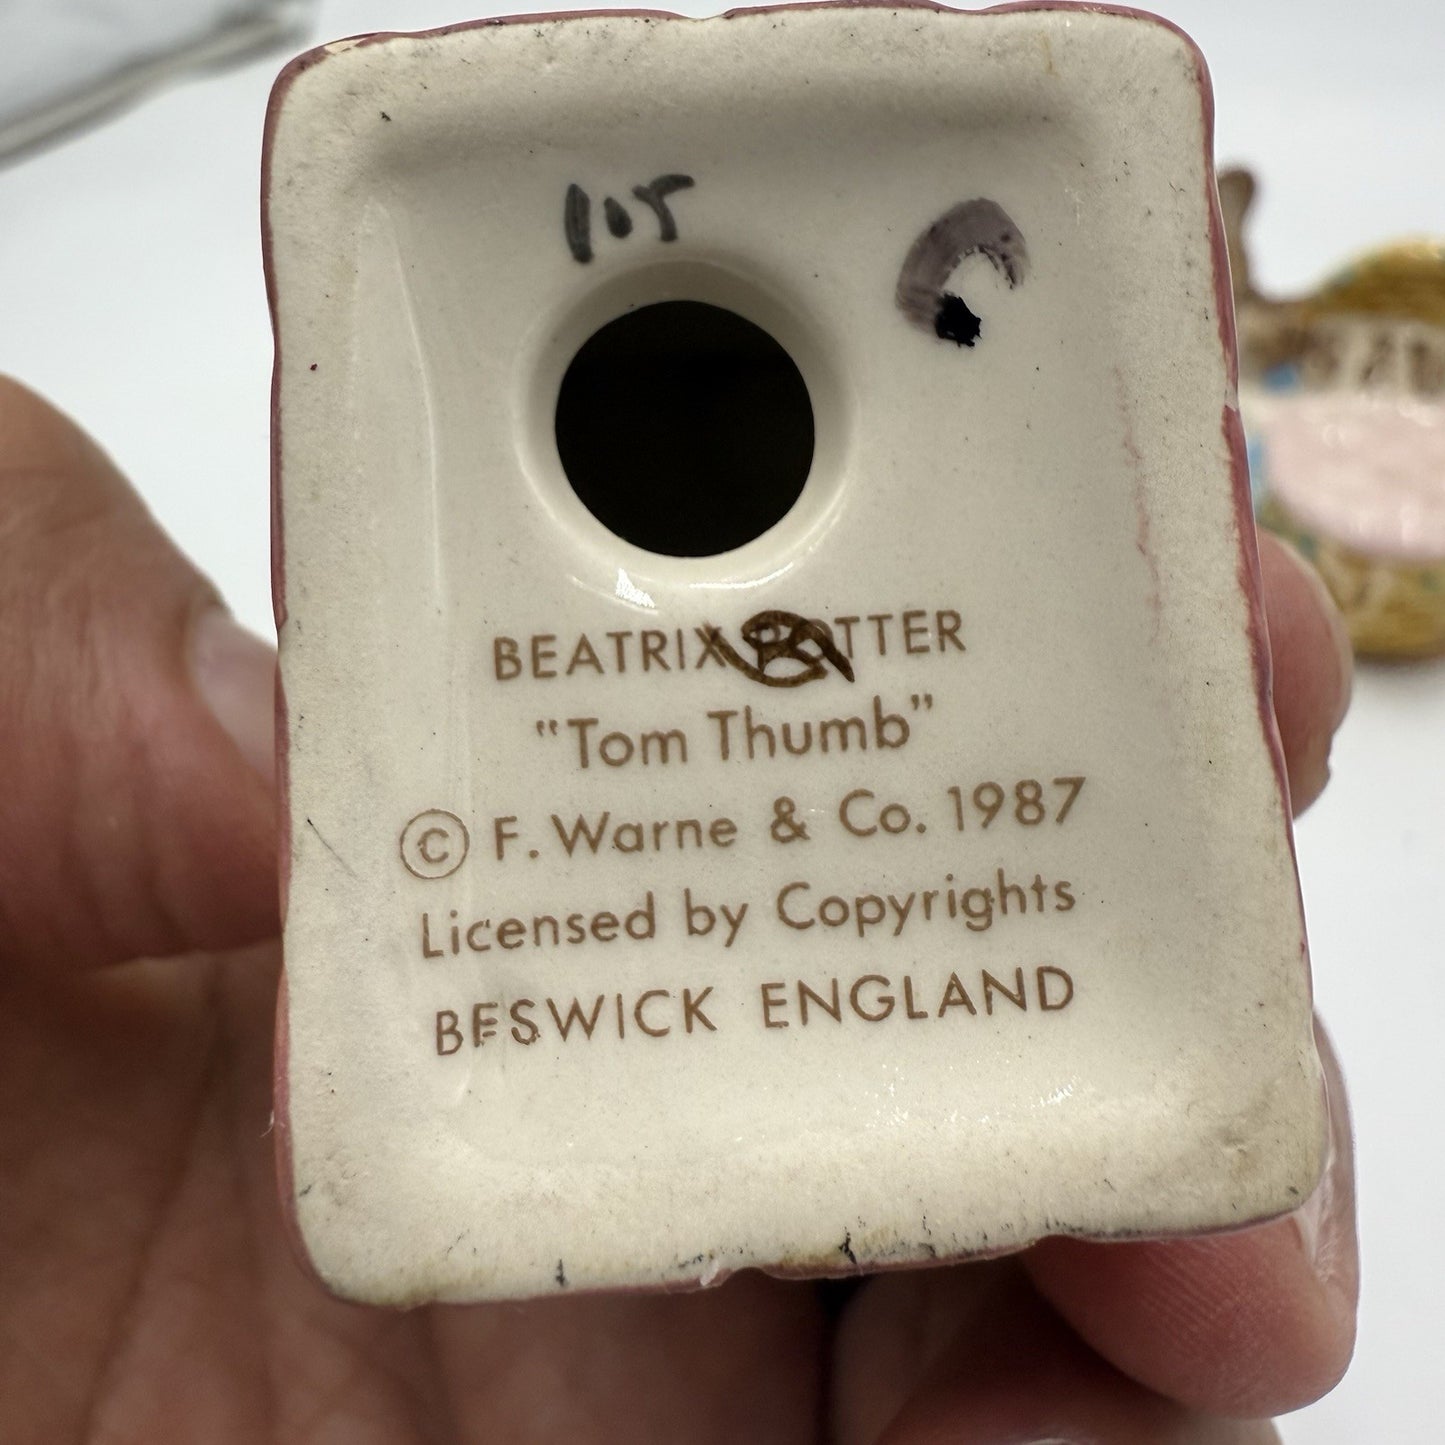 105
BEATRIX POTTER
"Tom Thumb"
© F. Warne & Co. 1987
Licensed by Copyrights
BESWICK ENGLAND